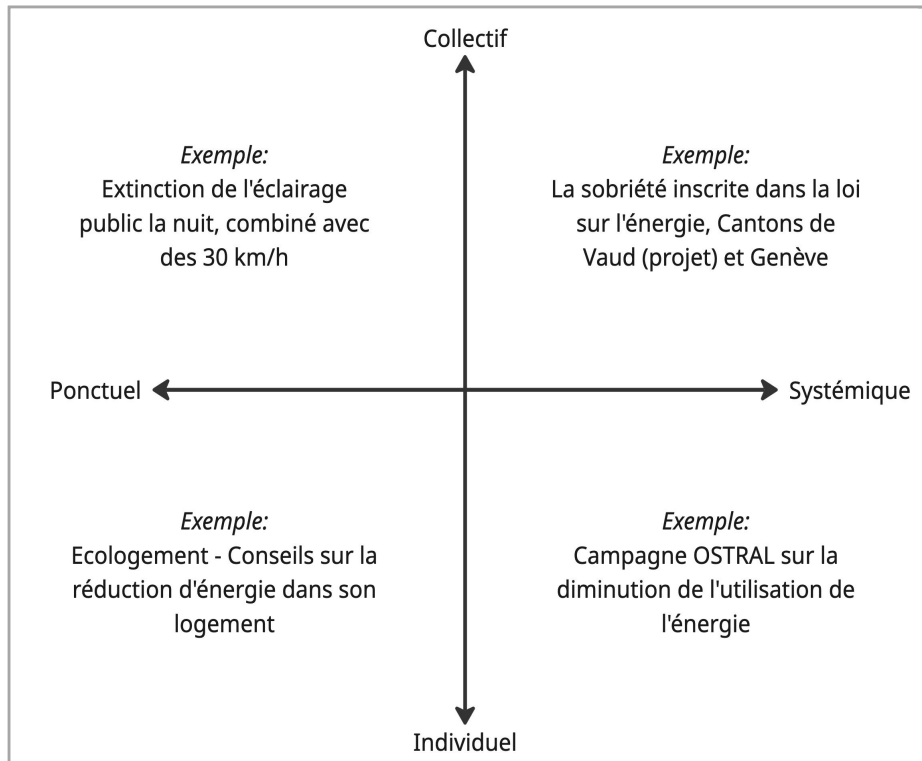 Collectif
Exemple:
Extinction de l'éclairage
public la nuit, combiné avec
des 30 km/h
Exemple:
La sobriété inscrite dans la loi
sur l'énergie, Cantons de
Vaud (projet) et Genève
Ponctuel
Systémique
Exemple:
Ecologement - Conseils sur la
réduction d'énergie dans son
logement
Exemple:
Campagne OSTRAL sur la
diminution de l'utilisation de
l'énergie
Individuel